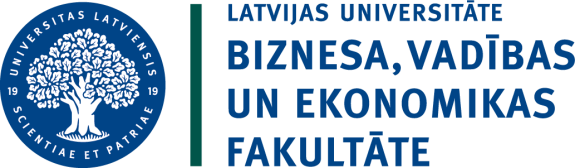 UNIVERSITAS LATVIENSIS
19 19
SCIENTIAE ET PATRIAE
LATVIJAS UNIVERSITĀTE
BIZNESA, VADĪBAS
UN EKONOMIKAS
FAKULTĀTE